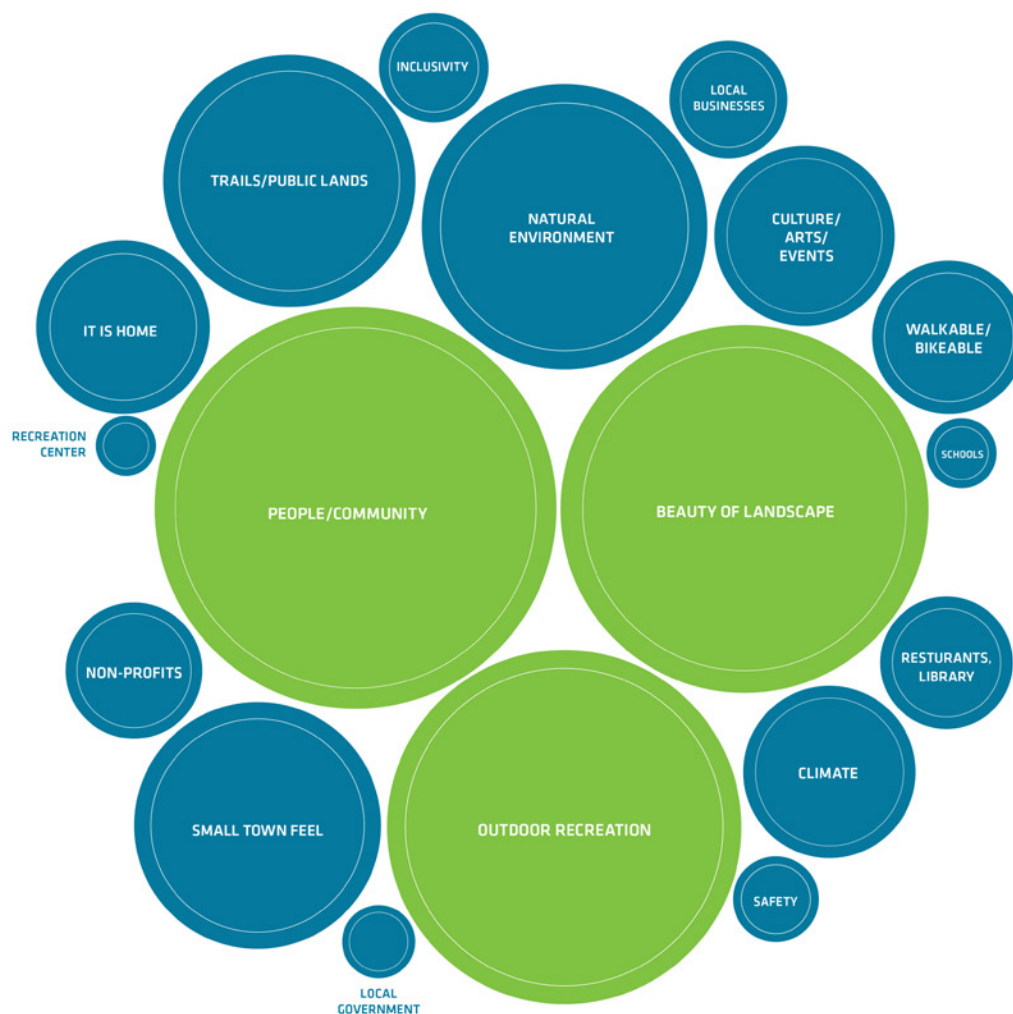 INCLUSIVITY
LOCAL
BUSINESSES
TRAILS/PUBLIC LANDS
NATURAL
ENVIRONMENT
CULTURE/
ARTS/
EVENTS
IT IS HOME
WALKABLE/
BIKEABLE
RECREATION
CENTER
SCHOOLS
PEOPLE/COMMUNITY
BEAUTY OF LANDSCAPE
NON-PROFITS
RESTURANTS,
LIBRARY
CLIMATE
SMALL TOWN FEEL
OUTDOOR RECREATION
SAFETY
LOCAL
GOVERNMENT